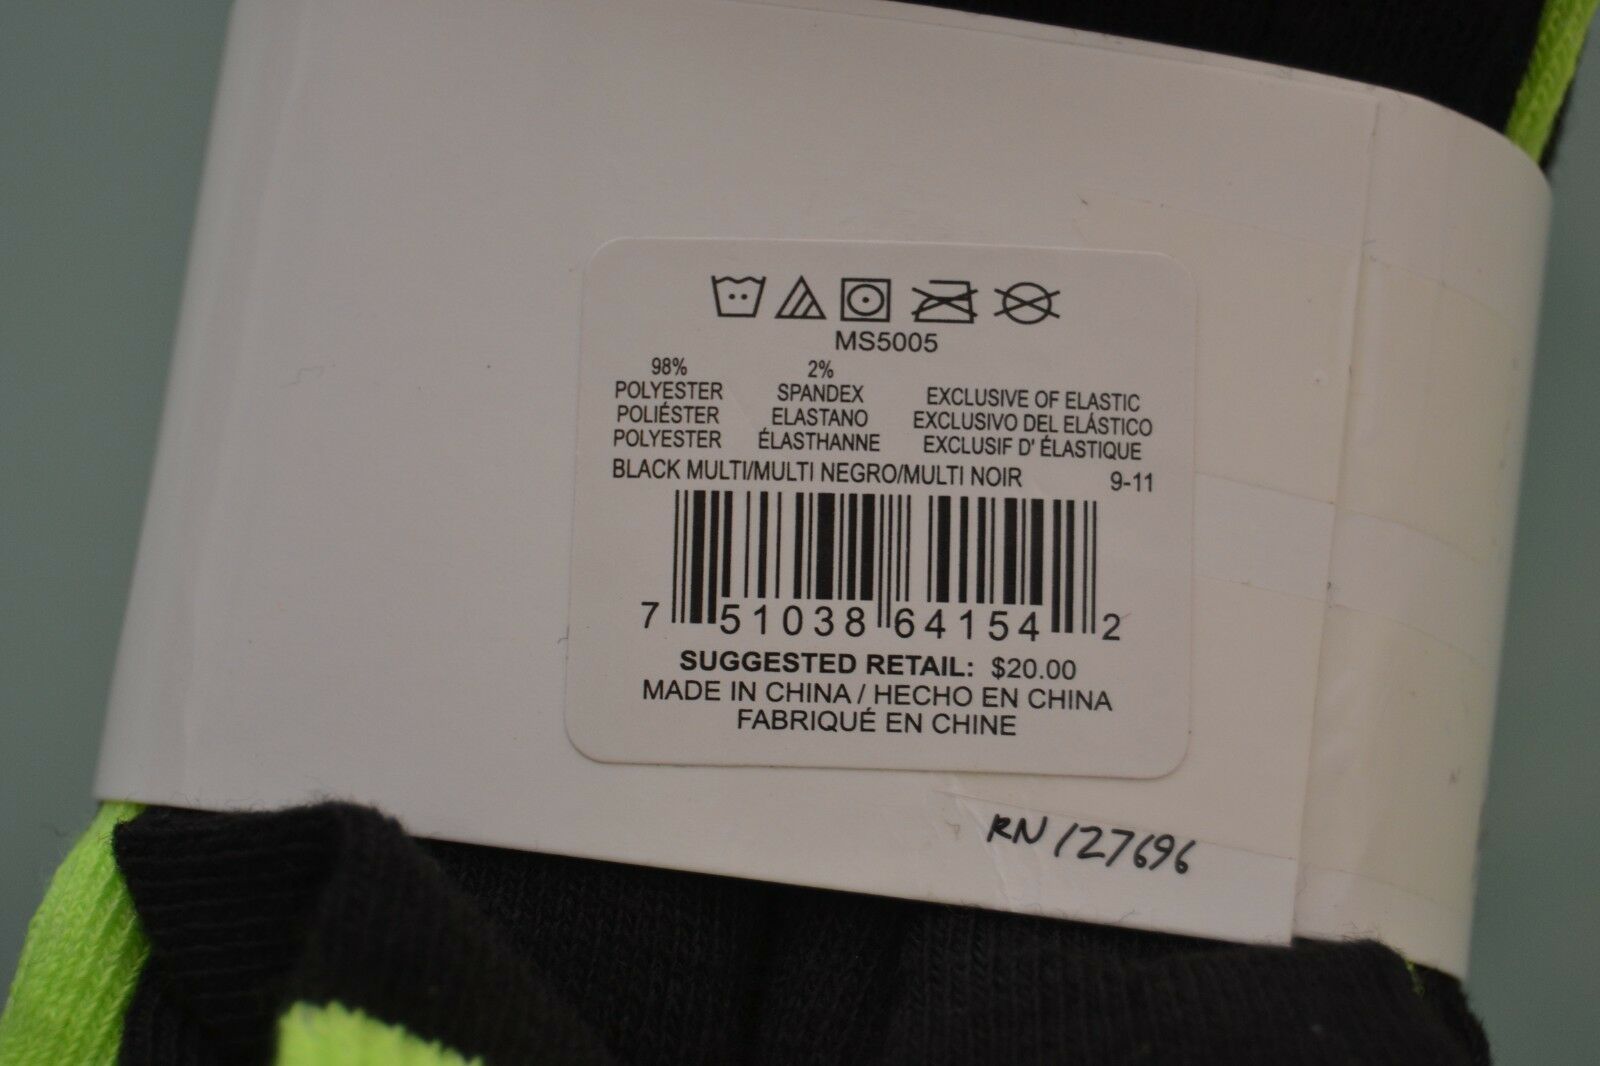 MS5005
98% 2%
POLYESTER SPANDEX EXCLUSIVE OF ELASTIC
POLIÉSTER ELASTANO EXCLUSIVO DEL ELÁSTICO
POLYESTER ÉLASTHANNE EXCLUSIF D' ÉLASTIQUE
BLACK MULTI/MULTI NEGRO/MULTI NOIR 9-11
7 51038 64154 2
SUGGESTED RETAIL: $20.00
MADE IN CHINA / HECHO EN CHINA
FABRIQUÉ EN CHINE
RN 127696